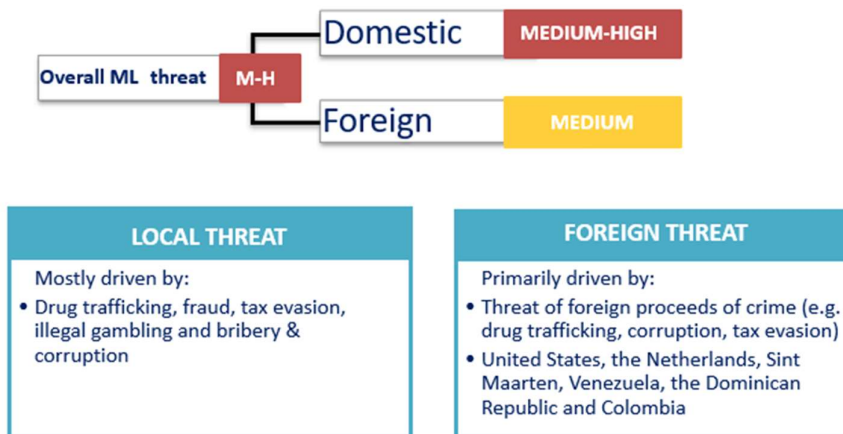 Domestic MEDIUM-HIGH
Overall ML threat M-H
Foreign MEDIUM
LOCAL THREAT
Mostly driven by:
• Drug trafficking, fraud, tax evasion,
illegal gambling and bribery &
corruption
FOREIGN THREAT
Primarily driven by:
• Threat of foreign proceeds of crime (e.g.
drug trafficking, corruption, tax evasion)
• United States, the Netherlands, Sint
Maarten, Venezuela, the Dominican
Republic and Colombia